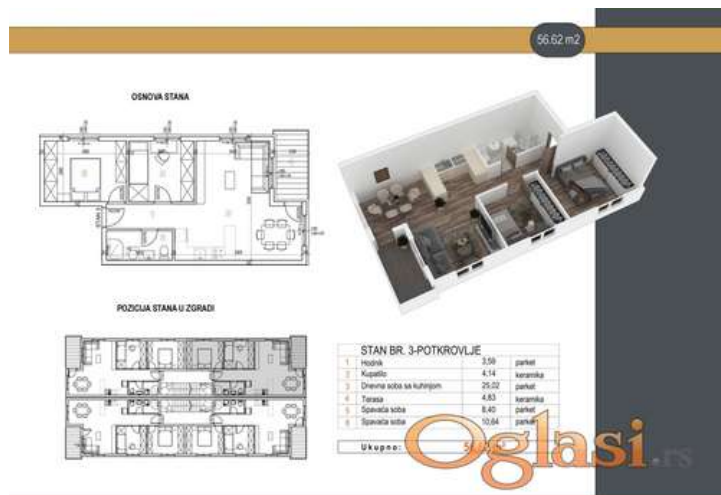 56.62 m2
OSNOVA STANA
STAN 3
POZICIJA STANA U ZGRADI
STAN BR. 3-POTKROVLJE
1 Hodnik 3,59 parket
2 Kupatilo 4,14 keramika
3 Dnevna soba sa kuhinjom 25,02 parket
4 Terasa 4,83 keramika
5 Spavaća soba 8,40 parket
6 Spavaća soba 10,64 parket
Ukupno:
Oglasi.rs